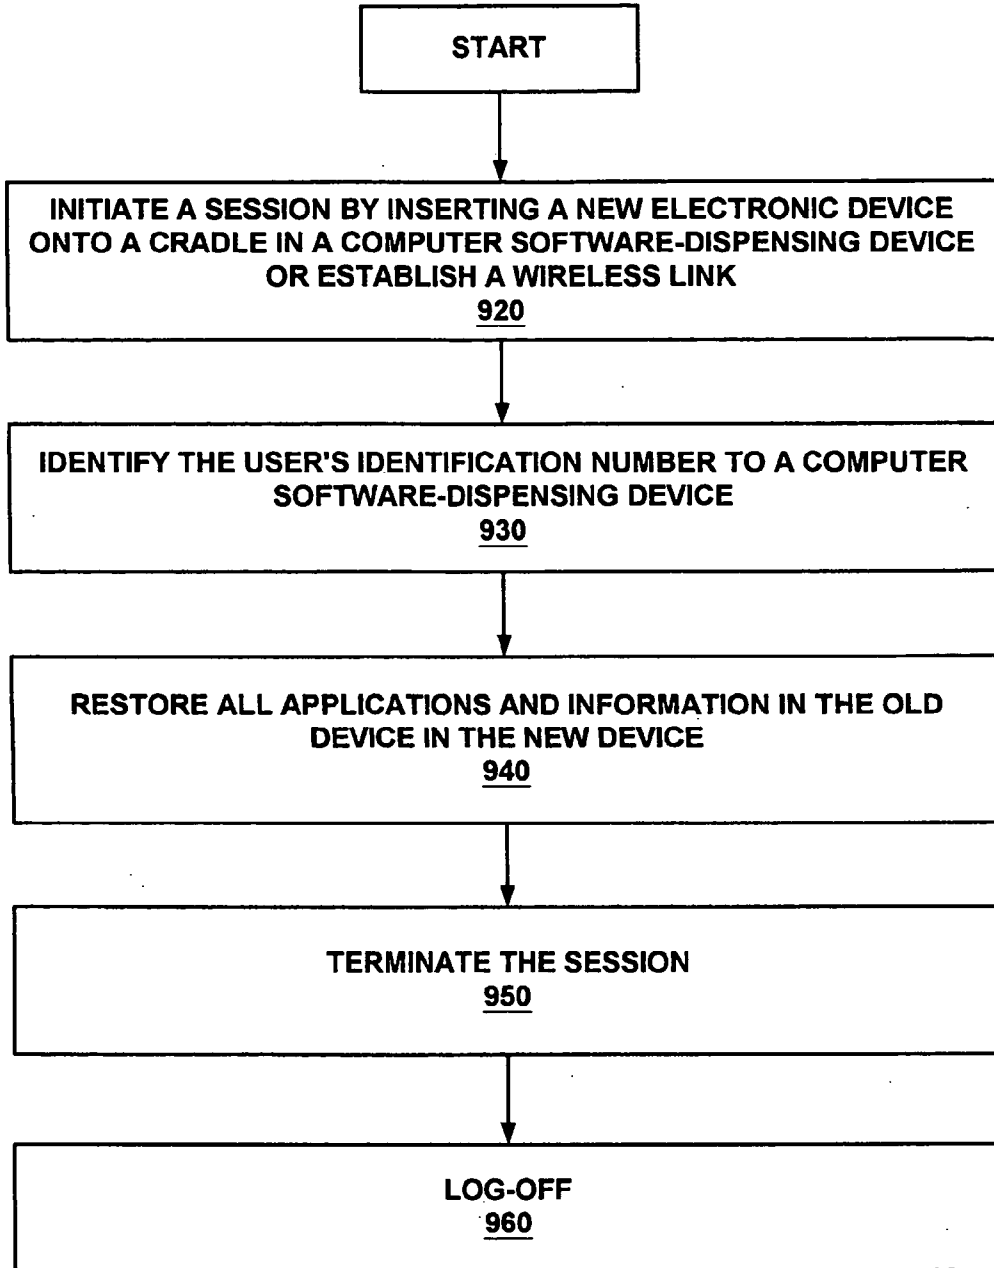 START
INITIATE A SESSION BY INSERTING A NEW ELECTRONIC DEVICE
ONTO A CRADLE IN A COMPUTER SOFTWARE-DISPENSING DEVICE
OR ESTABLISH A WIRELESS LINK
920
IDENTIFY THE USER'S IDENTIFICATION NUMBER TO A COMPUTER
SOFTWARE-DISPENSING DEVICE
930
RESTORE ALL APPLICATIONS AND INFORMATION IN THE OLD
DEVICE IN THE NEW DEVICE
940
TERMINATE THE SESSION
950
LOG-OFF
960